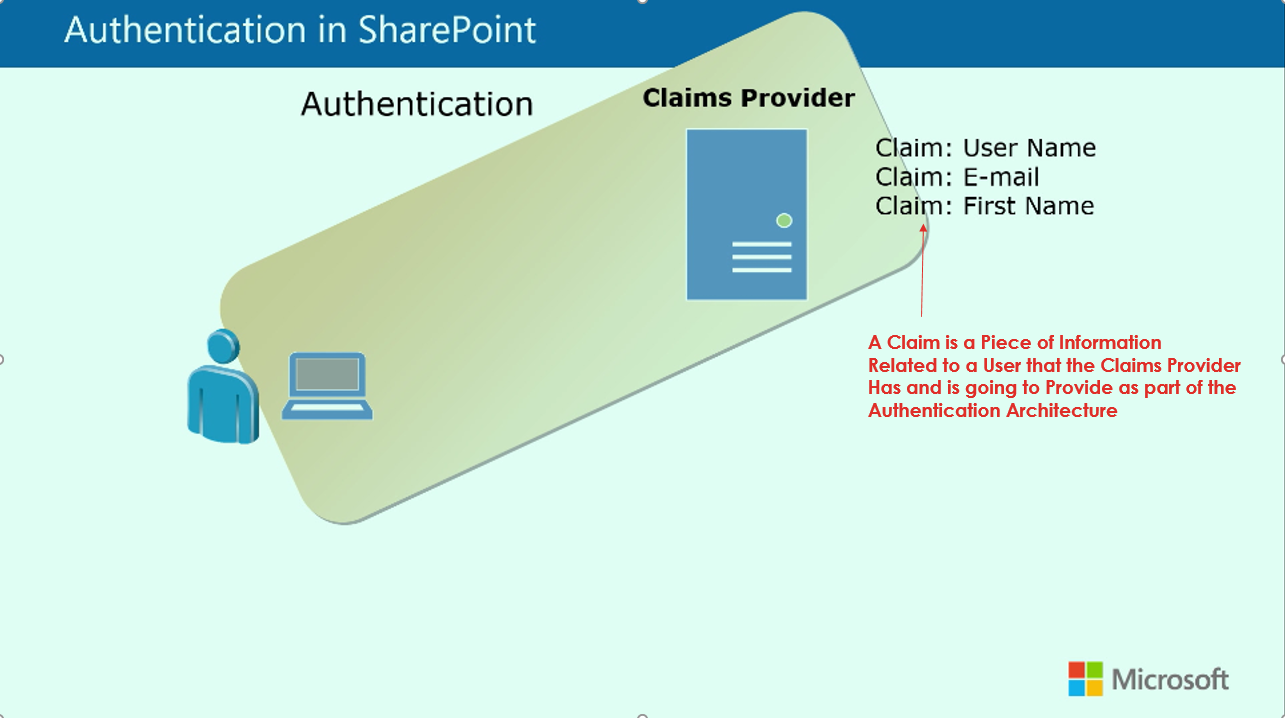 Authentication in SharePoint
Authentication
Claims Provider
Claim: User Name
Claim: E-mail
Claim: First Name
A Claim is a Piece of Information
Related to a User that the Claims Provider
Has and is going to Provide as part of the
Authentication Architecture
Microsoft